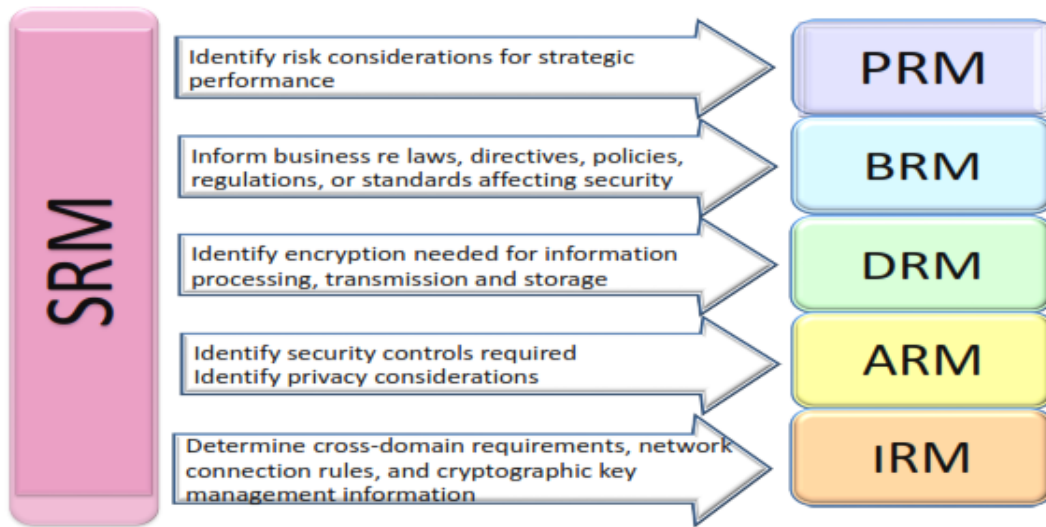 SRM
Identify risk considerations for strategic
performance
PRM
Inform business re laws, directives, policies,
regulations, or standards affecting security
BRM
Identify encryption needed for information
processing, transmission and storage
DRM
Identify security controls required
Identify privacy considerations
ARM
Determine cross-domain requirements, network
connection rules, and cryptographic key
management information
IRM